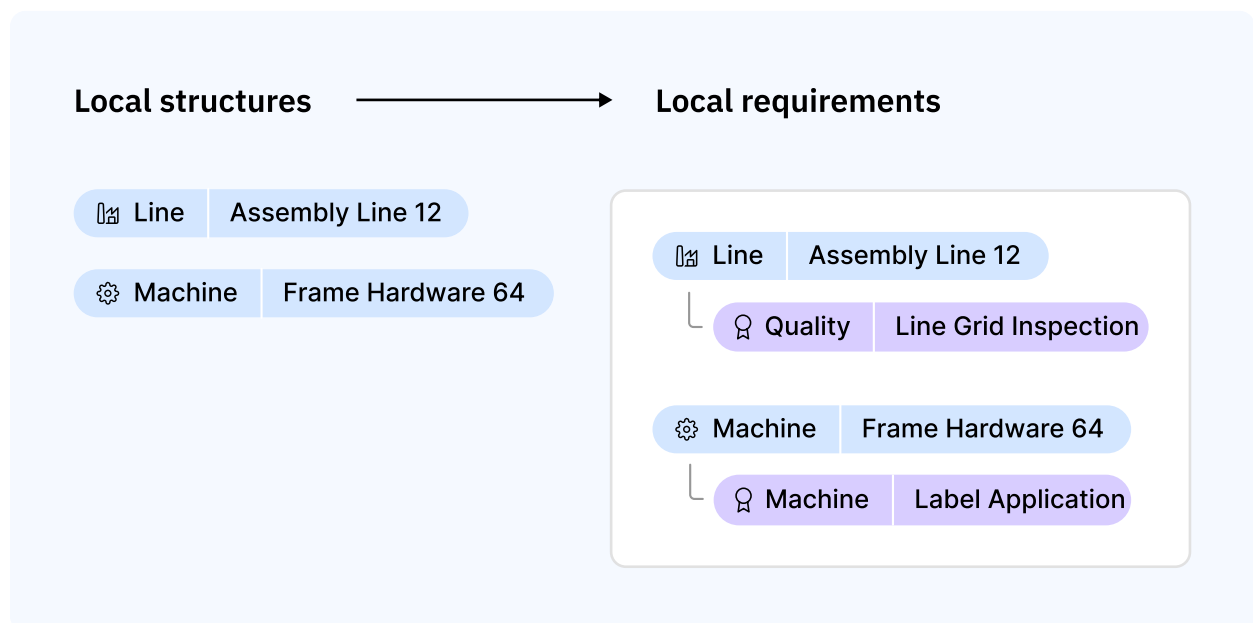 Local structures
Local requirements
Line Assembly Line 12
Machine Frame Hardware 64
Line Assembly Line 12
Quality Line Grid Inspection
Machine Frame Hardware 64
Machine Label Application